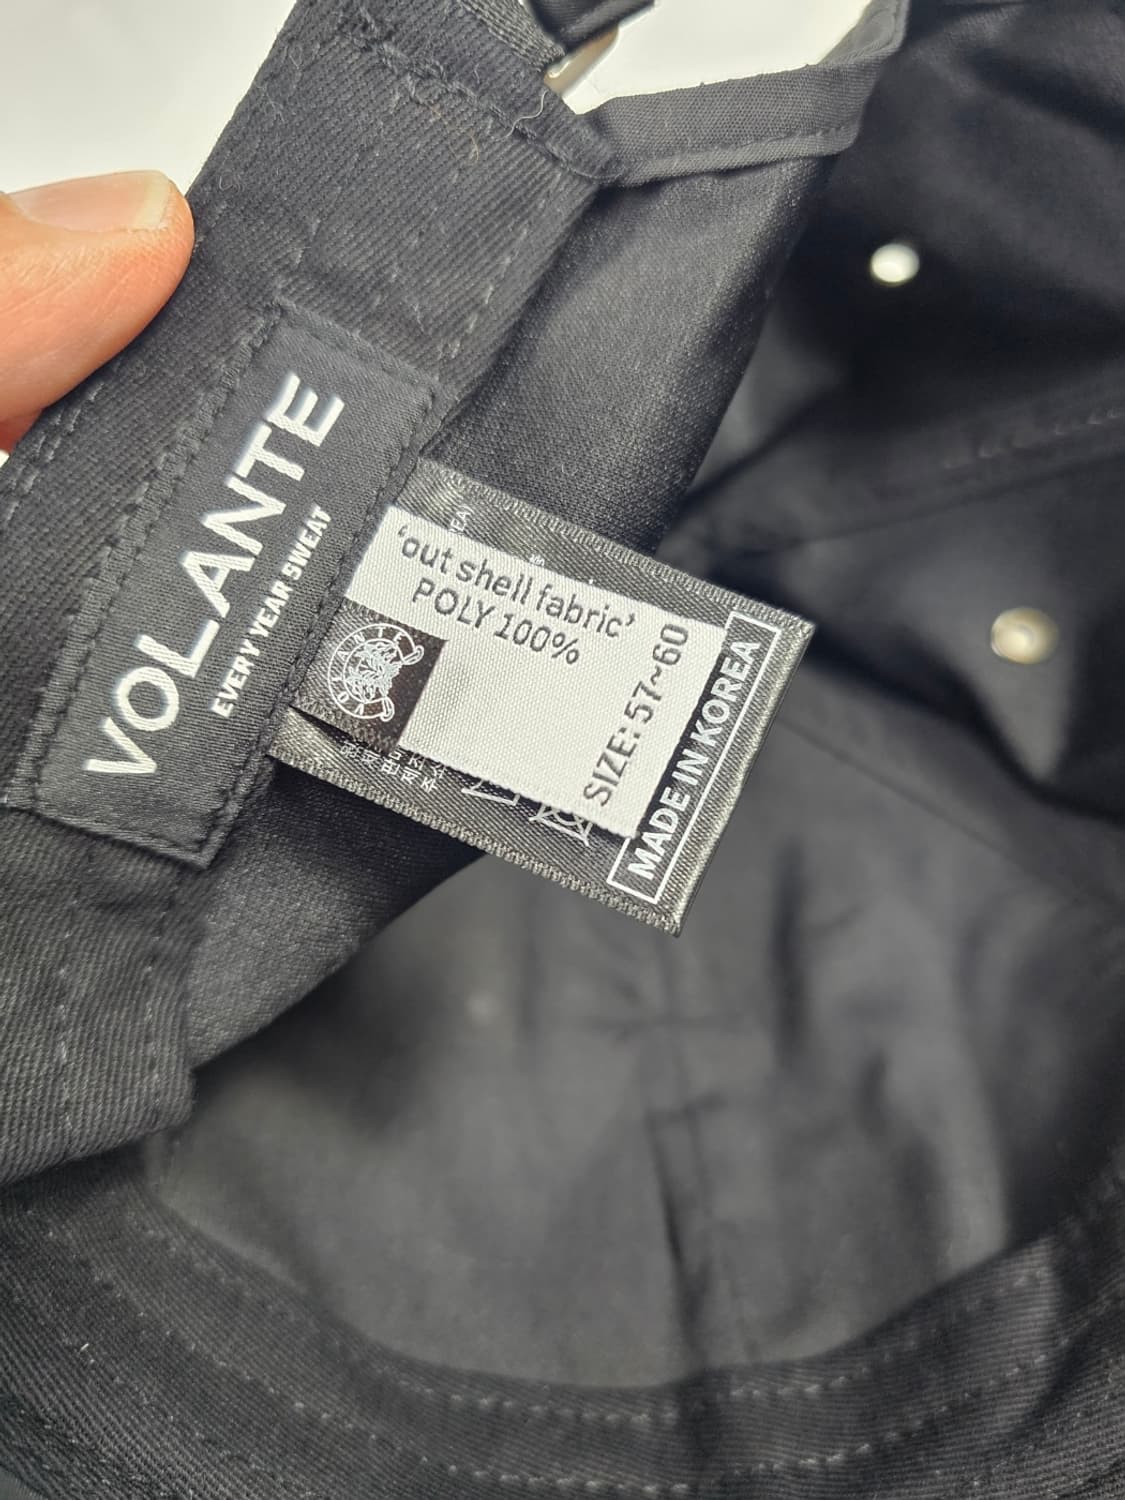 VOLANTE
EVERY YEAR SWEAT
'out shell fabric'
POLY 100%
SIZE: 57~60
MADE IN KOREA